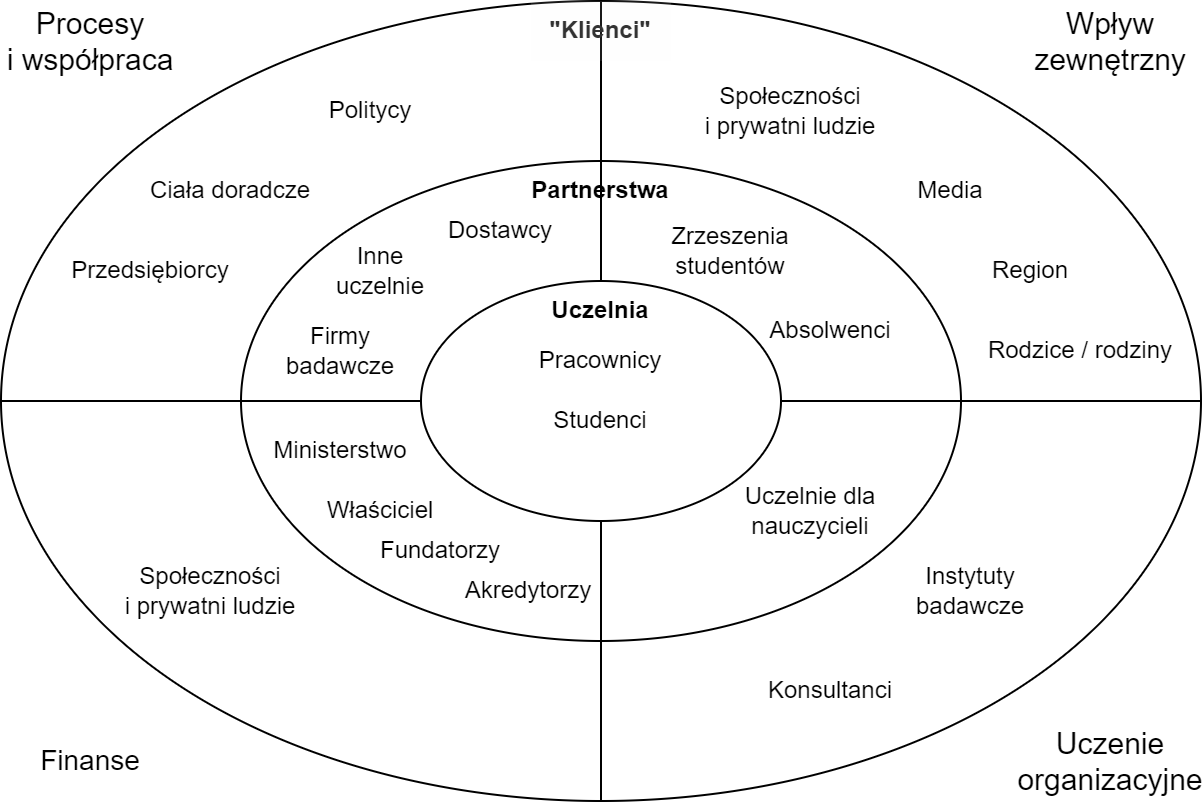 Procesy
i współpraca
"Klienci"
Wpływ
zewnętrzny
Politycy
Ciała doradcze
Przedsiębiorcy
Społeczności
i prywatni ludzie
Media
Region
Rodzice / rodziny
Partnerstwa
Dostawcy
Inne
uczelnie
Firmy
badawcze
Zrzeszenia
studentów
Absolwenci
Uczelnia
Pracownicy
Studenci
Ministerstwo
Właściciel
Fundatorzy
Akredytorzy
Uczelnie dla
nauczycieli
Społeczności
i prywatni ludzie
Instytuty
badawcze
Konsultanci
Finanse
Uczenie
organizacyjne